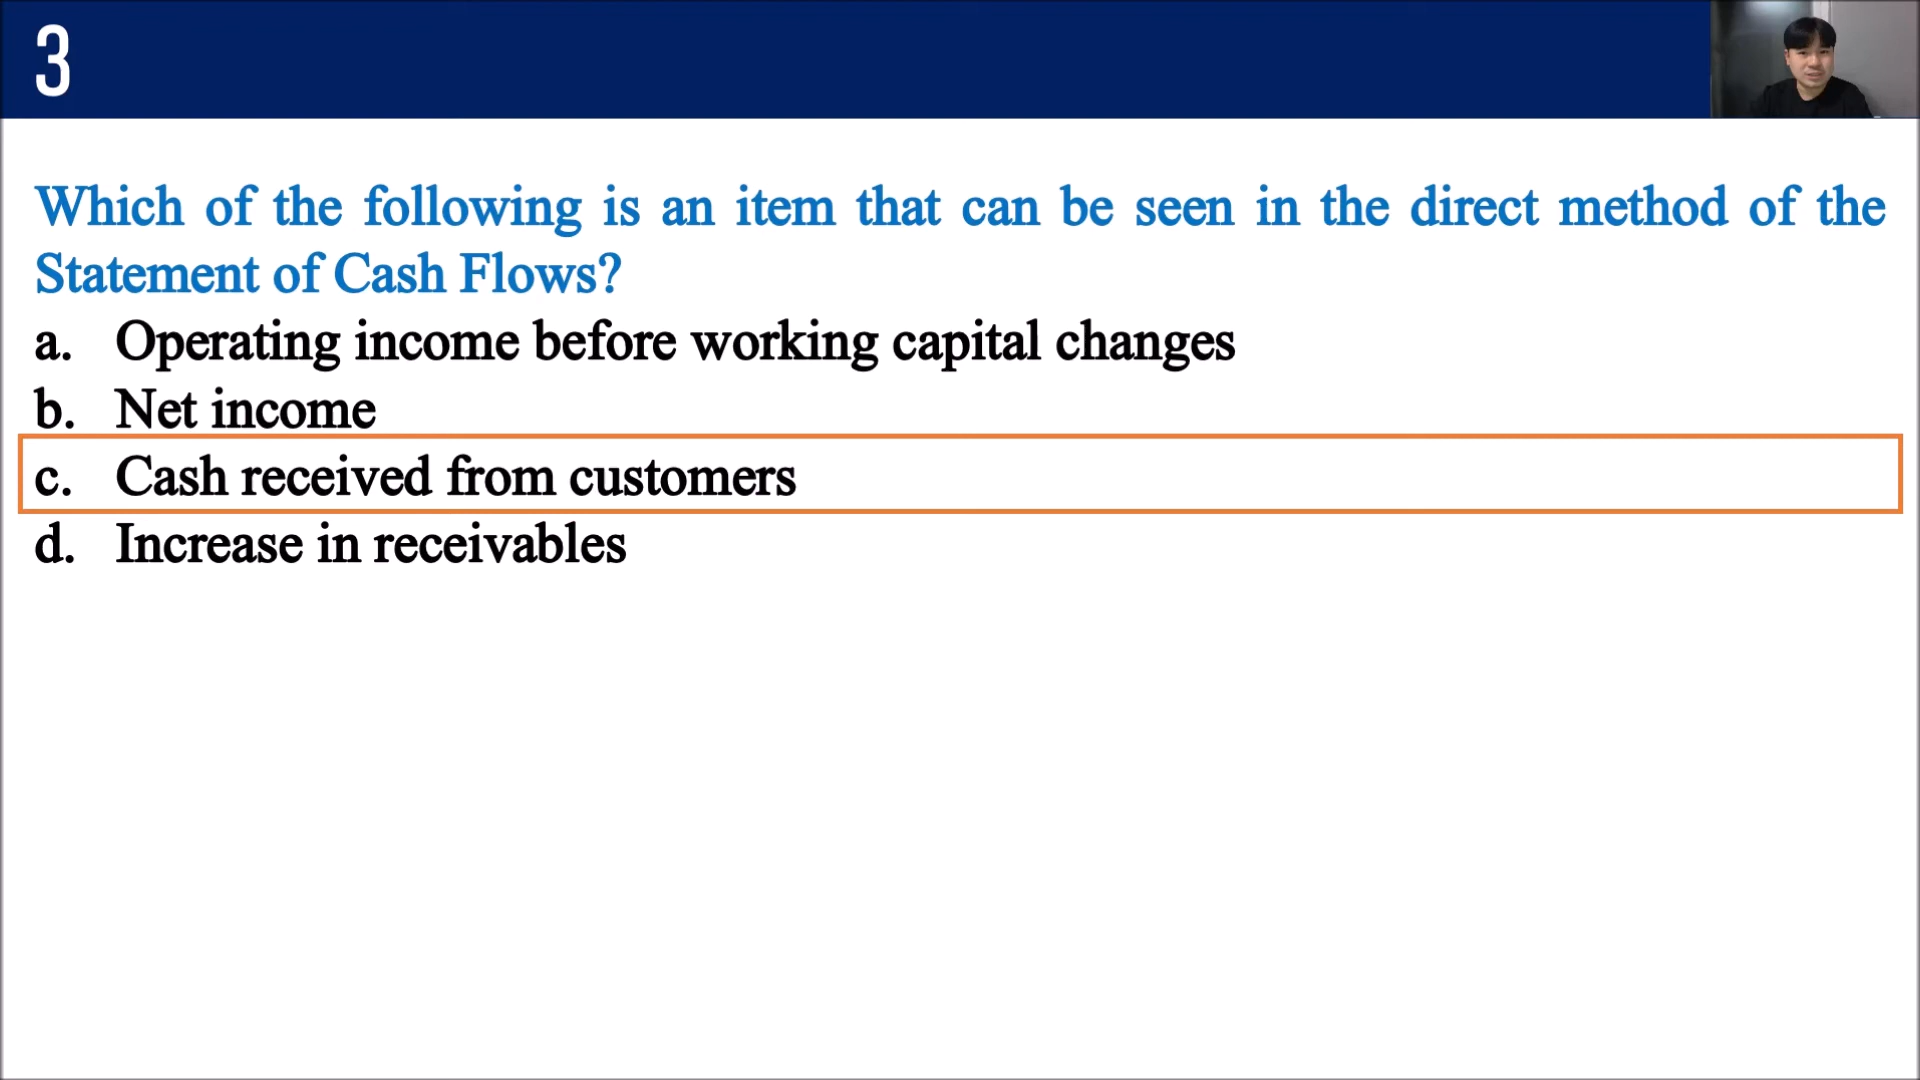 3
Which of the following is an item that can be seen in the direct method of the
Statement of Cash Flows?
a. Operating income before working capital changes
b. Net income
c. Cash received from customers
d. Increase in receivables